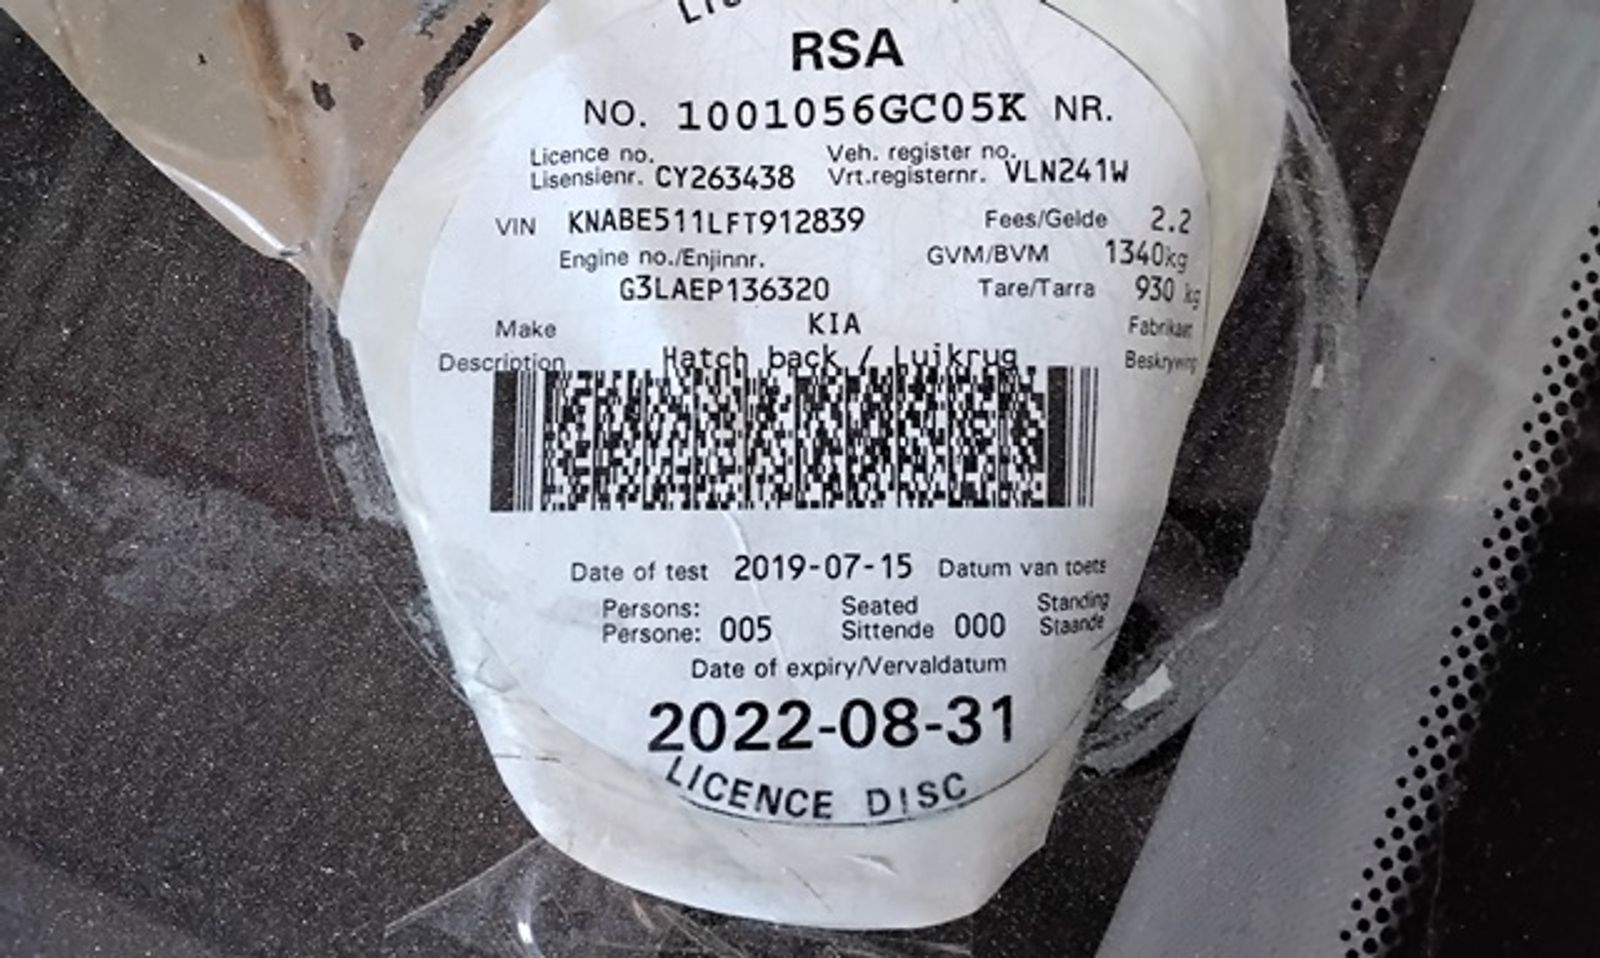 RSA
NO. 1001056GC05K NR.
Licence no. Veh. register no.
Lisensienr. CY263438 Vrt.registernr. VLN241W
VIN KNABE511LFT912839 Fees/Gelde 2.2
Engine no./Enjinnr. GVM/BVM 1340kg
G3LAEP136320 Tare/Tarra 930 kg
Make KIA Fabrikaat
Description Hatch back / Luikrug Beskrywing
Date of test 2019-07-15 Datum van toets
Persons: Seated Standing
Persone: 005 Sittende 000 Staande
Date of expiry/Vervaldatum
2022-08-31
LICENCE DISC